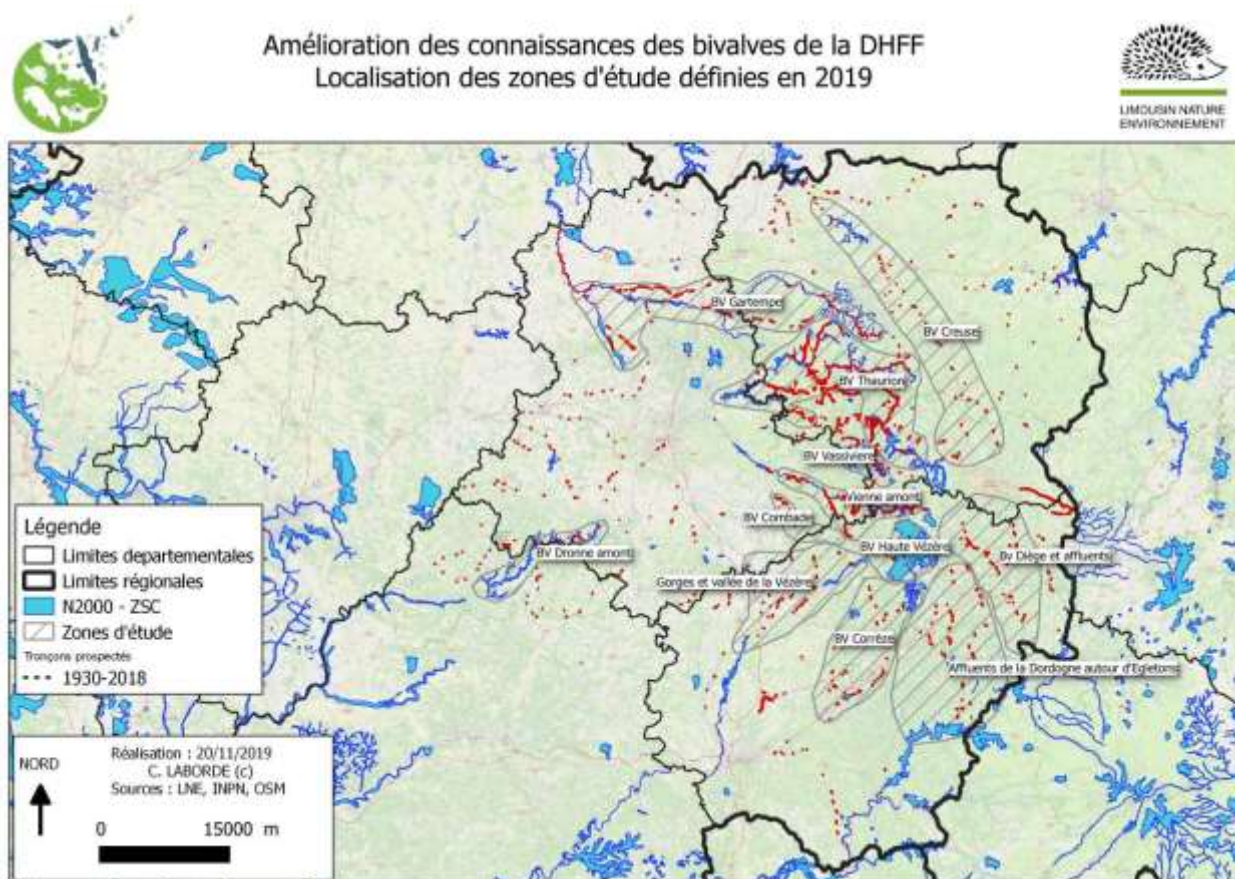 Amélioration des connaissances des bivalves de la DHFF
Localisation des zones d'étude définies en 2019
LIMOUSIN NATURE
ENVIRONNEMENT
BV Gartempe
BV Creuse
BV Thaurion
BV Vassiviere
Vienne amont
BV Combade
BV Haute Vézère
BV Dronne amont
Bv Diège et affluents
Gorges et vallée de la Vézère
BV Corrèze
Affluents de la Dordogne autour d'Egletons
Légende
Limites departementales
Limites régionales
N2000 - ZSC
Zones d'étude
Tronçons prospectés
1930-2018
NORD
Réalisation : 20/11/2019
C. LABORDE (c)
Sources : LNE, INPN, OSM
0 15000 m